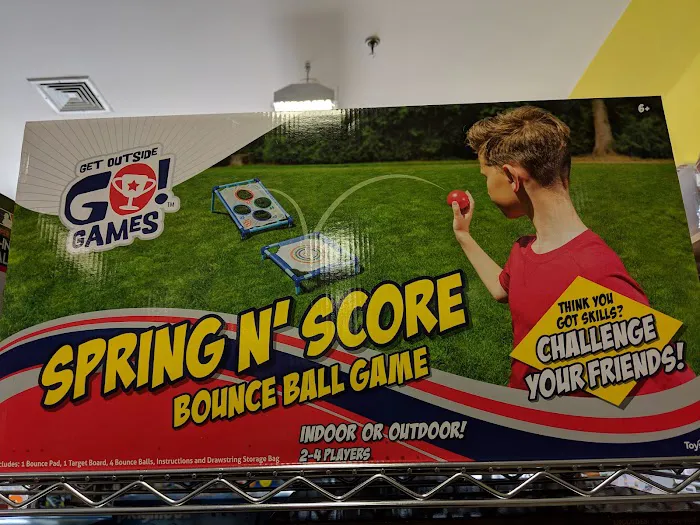 6+
GET OUTSIDE
GO!™
GAMES
THINK YOU
GOT SKILLS?
CHALLENGE
YOUR FRIENDS!
SPRING N' SCORE
BOUNCE BALL GAME
INDOOR OR OUTDOOR!
2-4 PLAYERS
cludes: 1 Bounce Pad, 1 Target Board, 4 Bounce Balls, Instructions and Drawstring Storage Bag
Toy